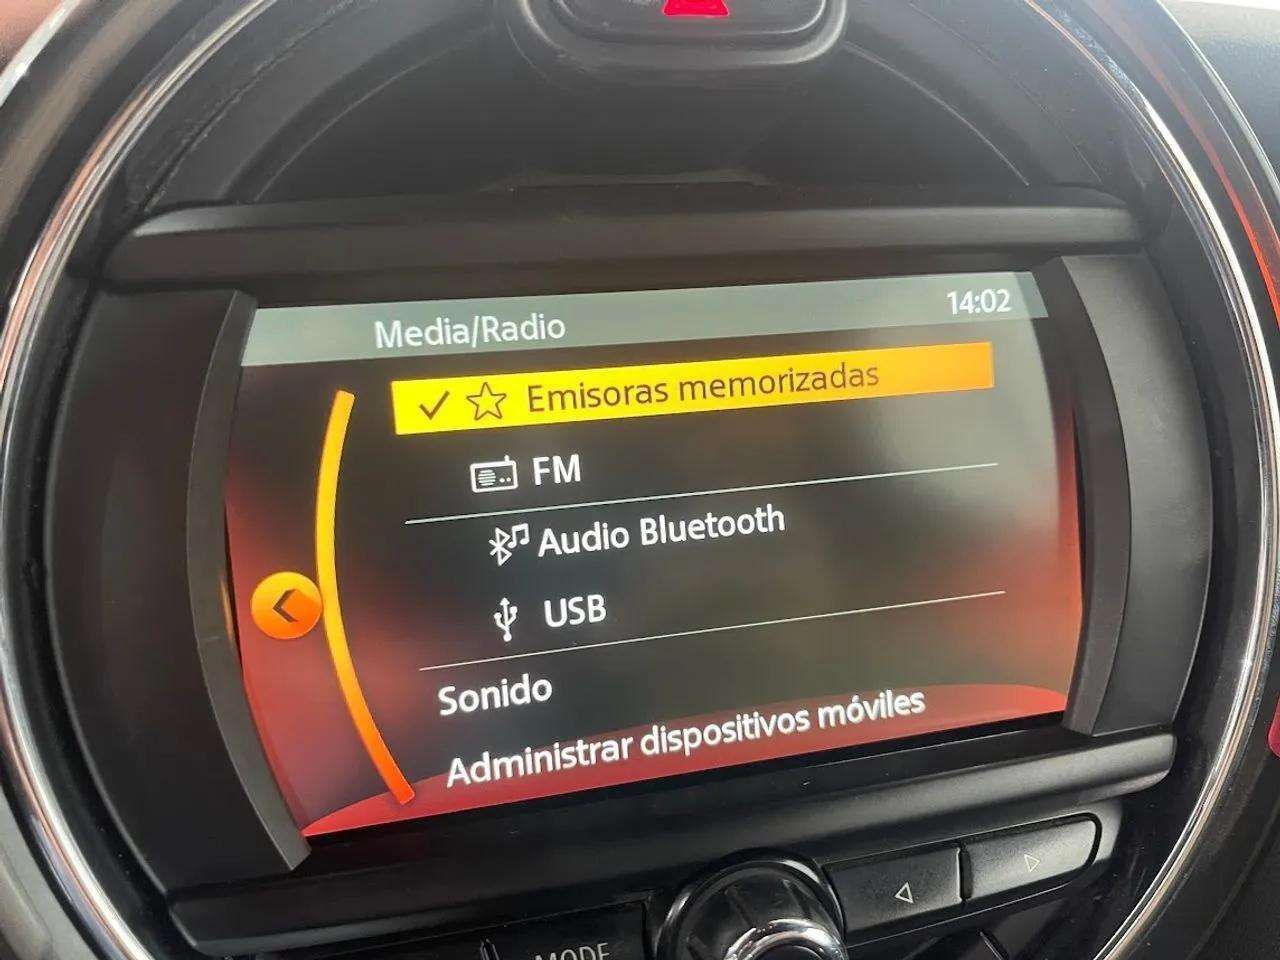 Media/Radio 14:02
Emisoras memorizadas
FM
Audio Bluetooth
USB
Sonido
Administrar dispositivos móviles
MODE